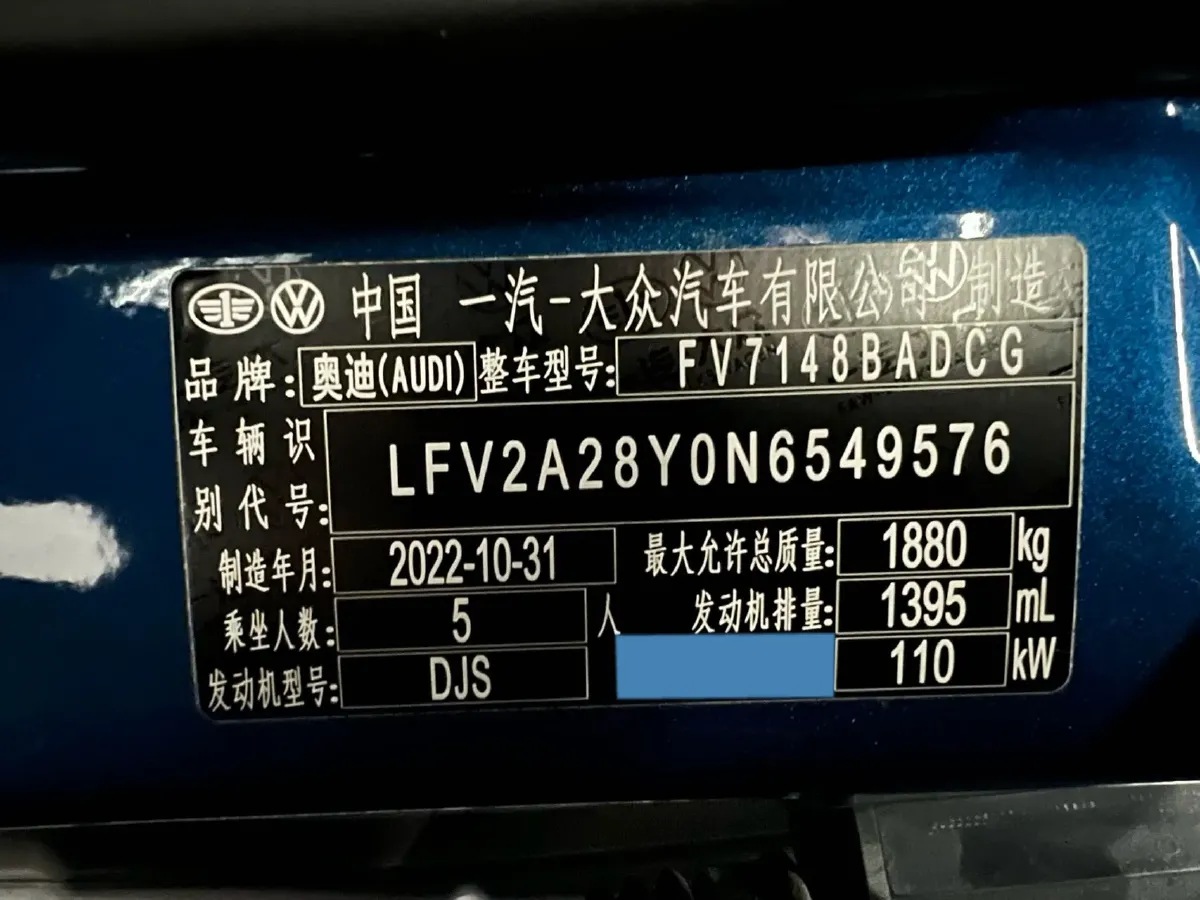 中国 一汽-大众汽车有限公司 制造
品牌: 奥迪(AUDI) 整车型号: FV7148BADCG
车辆识别代号: LFV2A28Y0N6549576
制造年月: 2022-10-31 最大允许总质量: 1880 kg
乘坐人数: 5 人 发动机排量: 1395 mL
发动机型号: DJS 110 kW